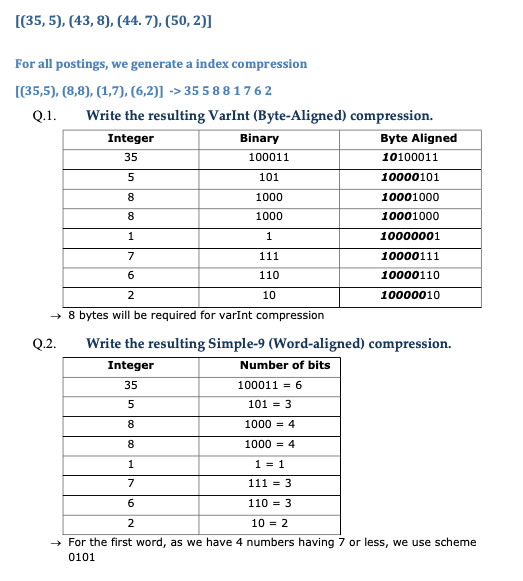 [(35, 5), (43, 8), (44. 7), (50, 2)]
For all postings, we generate a index compression
[(35,5), (8,8), (1,7), (6,2)] -> 35 5 8 8 1 7 6 2
Q.1. Write the resulting VarInt (Byte-Aligned) compression.
Integer Binary Byte Aligned
35 100011 10100011
5 101 10000101
8 1000 10001000
8 1000 10001000
1 1 10000001
7 111 10000111
6 110 10000110
2 10 10000010
→ 8 bytes will be required for varInt compression
Q.2. Write the resulting Simple-9 (Word-aligned) compression.
Integer Number of bits
35 100011 = 6
5 101 = 3
8 1000 = 4
8 1000 = 4
1 1 = 1
7 111 = 3
6 110 = 3
2 10 = 2
→ For the first word, as we have 4 numbers having 7 or less, we use scheme
0101